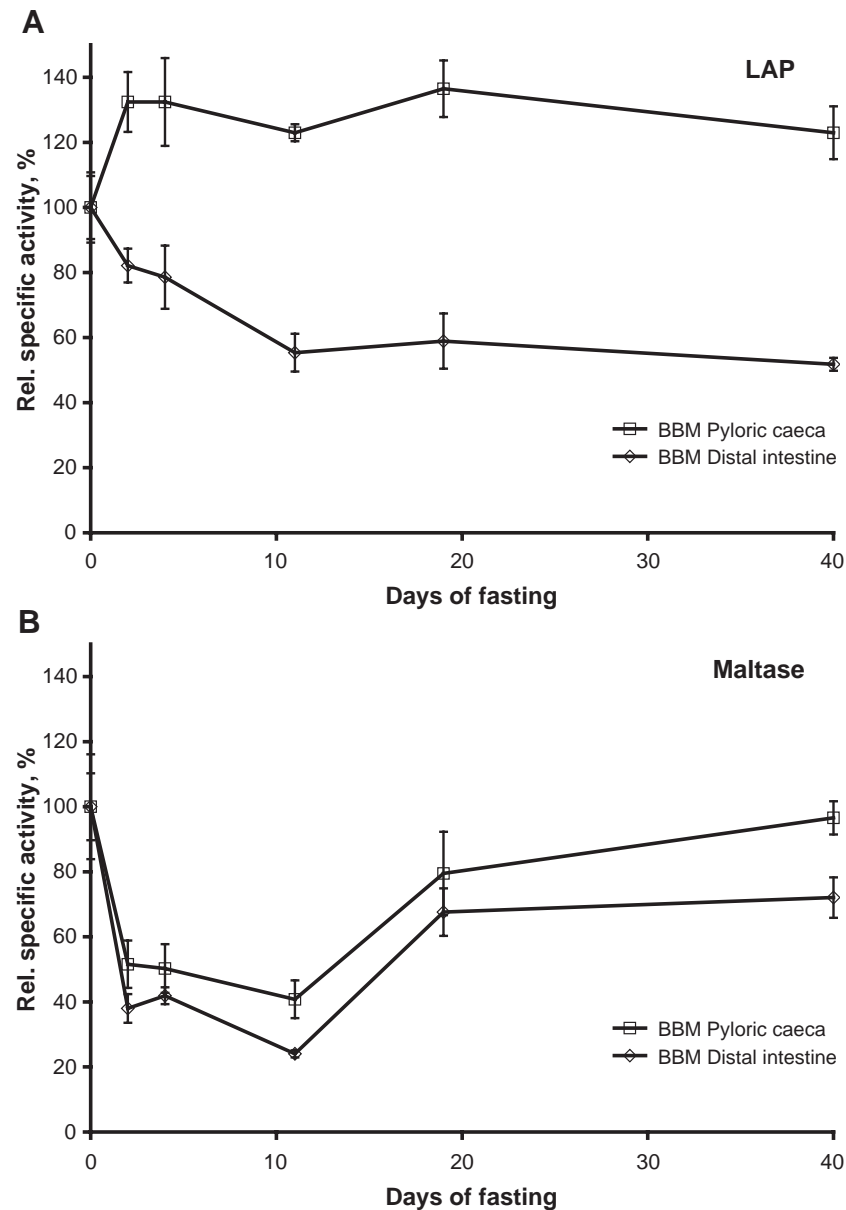 A
LAP
Rel. specific activity, %
140
120
100
80
60
40
20
0
BBM Pyloric caeca
BBM Distal intestine
0 10 20 30 40
Days of fasting
B
Maltase
Rel. specific activity, %
140
120
100
80
60
40
20
0
BBM Pyloric caeca
BBM Distal intestine
0 10 20 30 40
Days of fasting